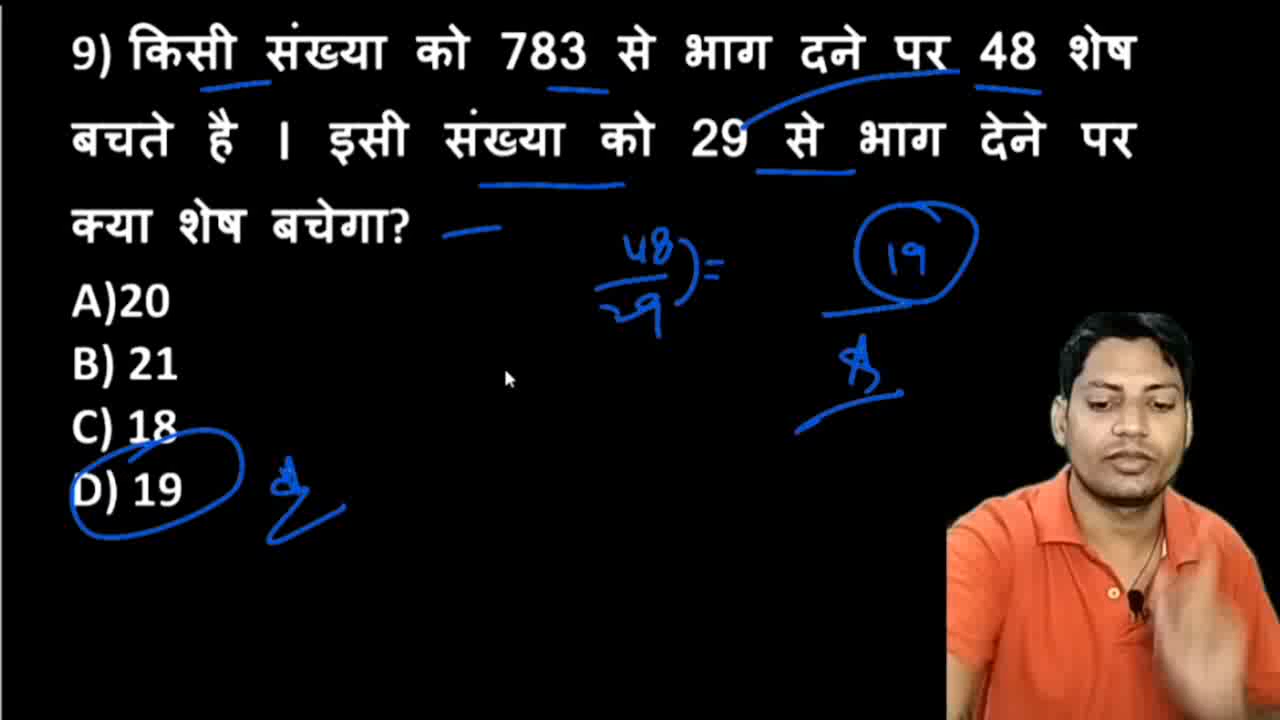 9) किसी संख्या को 783 से भाग दने पर 48 शेष
बचते है । इसी संख्या को 29 से भाग देने पर
क्या शेष बचेगा?
48
29 ) =
19
A)20
B) 21
C) 18
D) 19